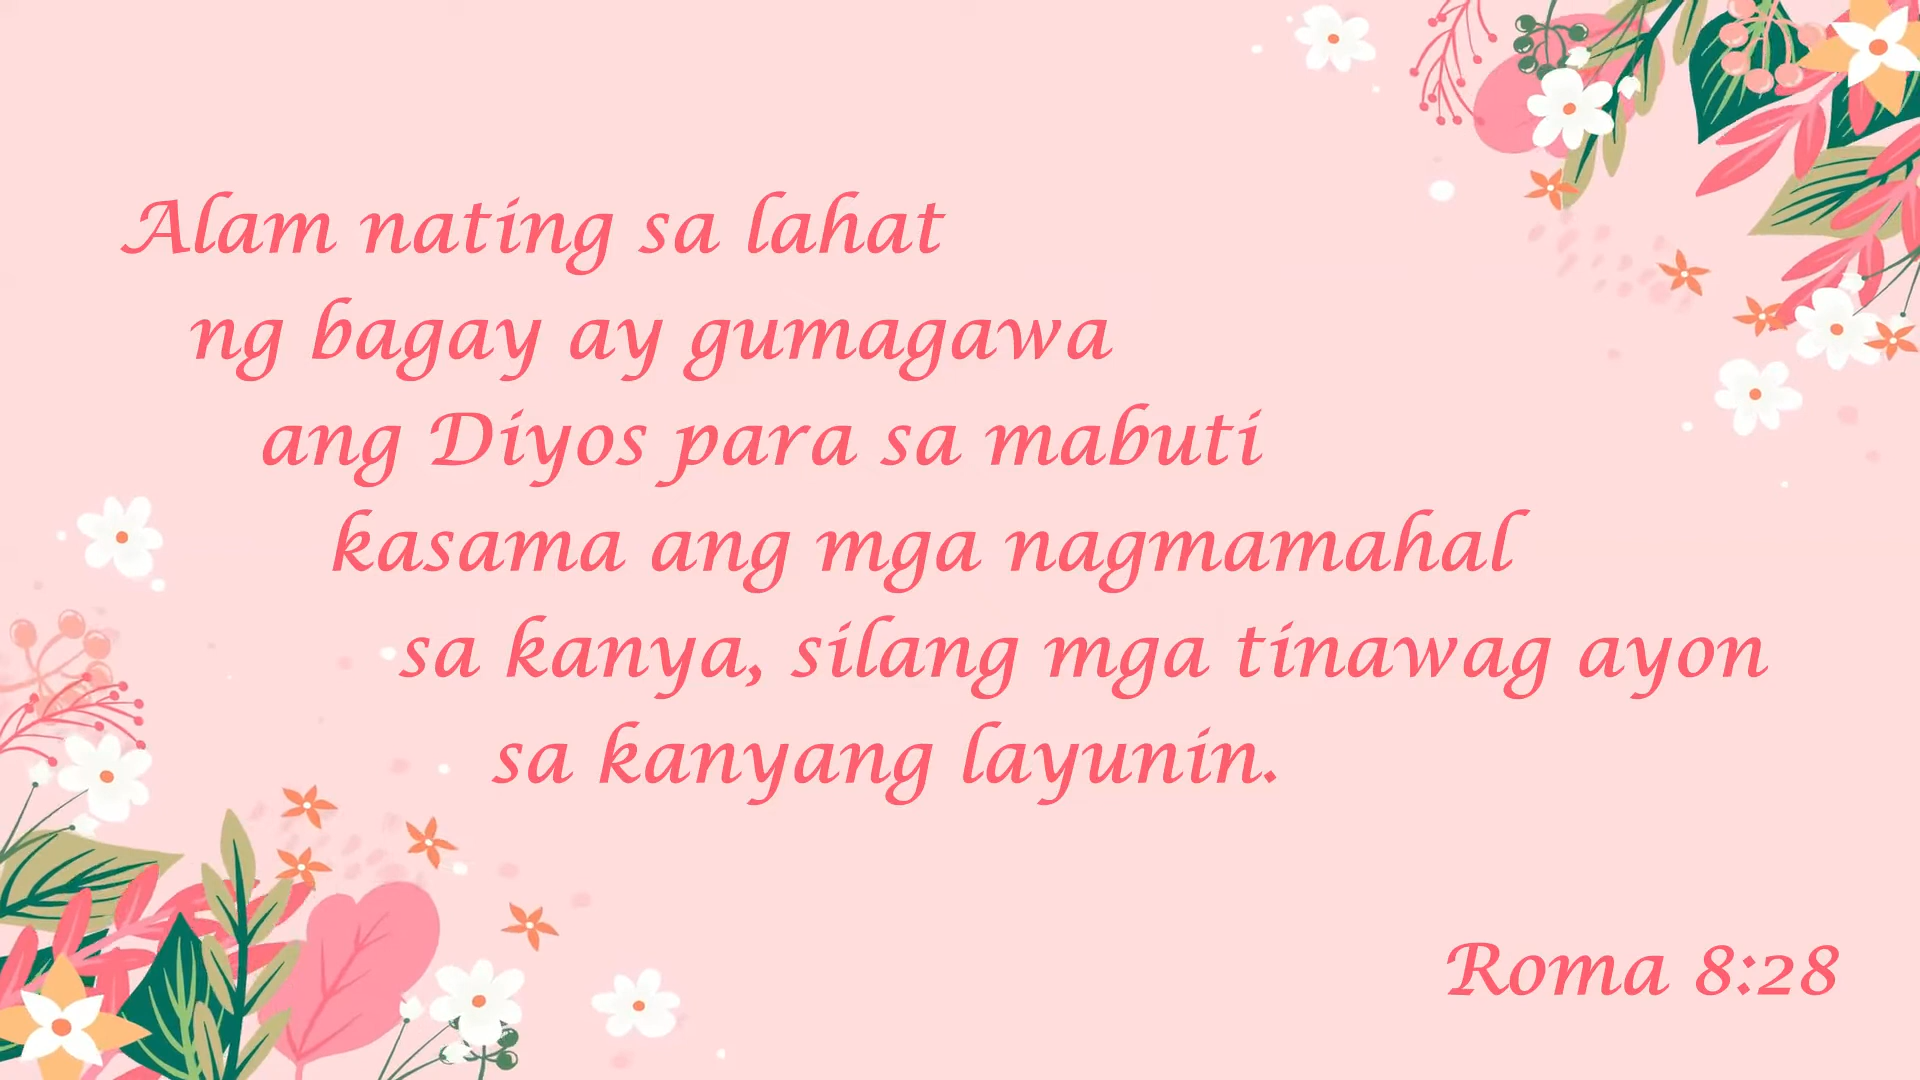 Alam nating sa lahat
ng bagay ay gumagawa
ang Diyos para sa mabuti
kasama ang mga nagmamahal
sa kanya, silang mga tinawag ayon
sa kanyang layunin.
Roma 8:28